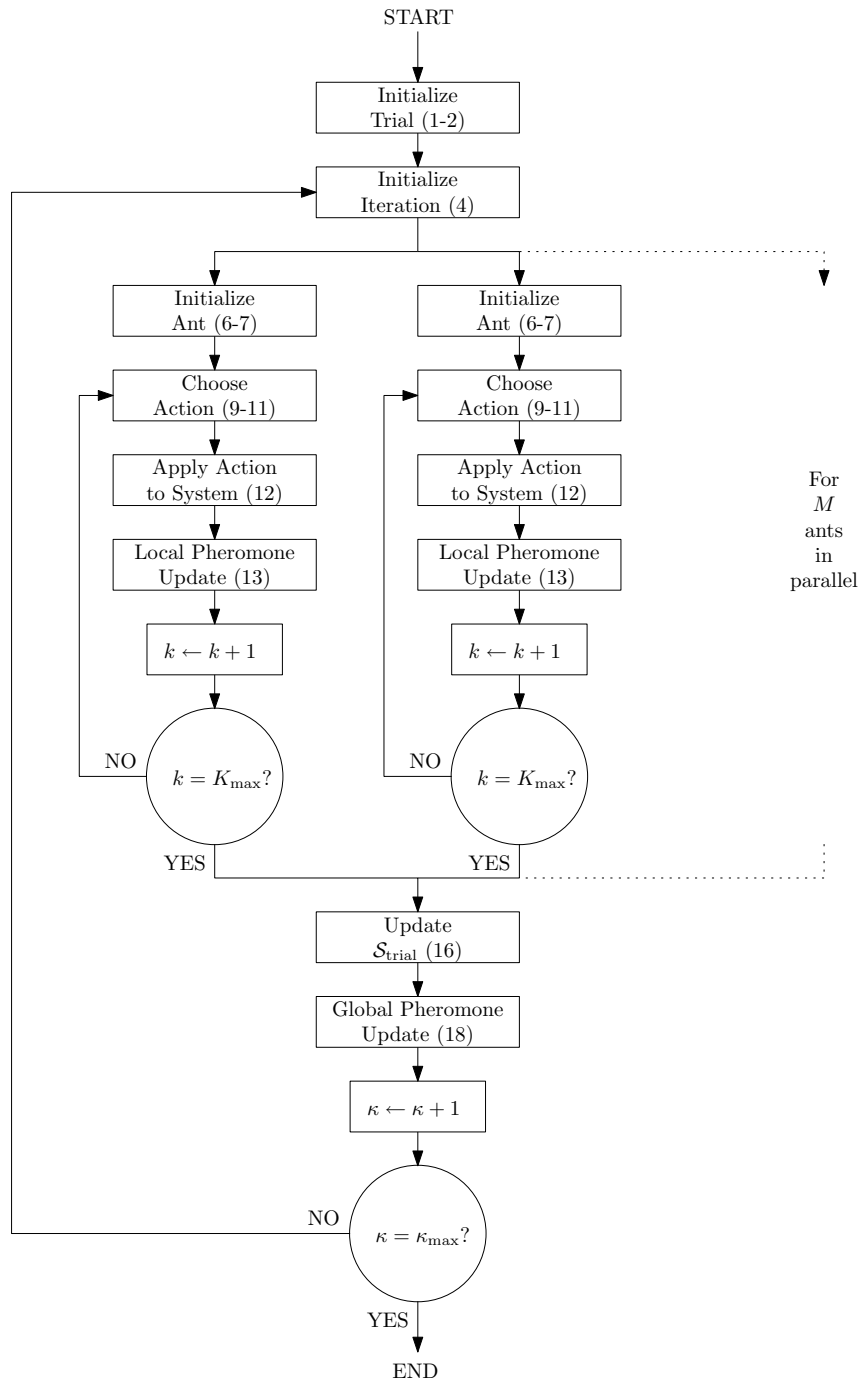 START
Initialize
Trial (1-2)
Initialize
Iteration (4)
Initialize
Ant (6-7)
Choose
Action (9-11)
Apply Action
to System (12)
Local Pheromone
Update (13)
k ← k + 1
k = K_max?
NO
YES
Initialize
Ant (6-7)
Choose
Action (9-11)
Apply Action
to System (12)
Local Pheromone
Update (13)
k ← k + 1
k = K_max?
NO
YES
For
M
ants
in
parallel
Update
𝒮_trial (16)
Global Pheromone
Update (18)
κ ← κ + 1
κ = κ_max?
NO
YES
END